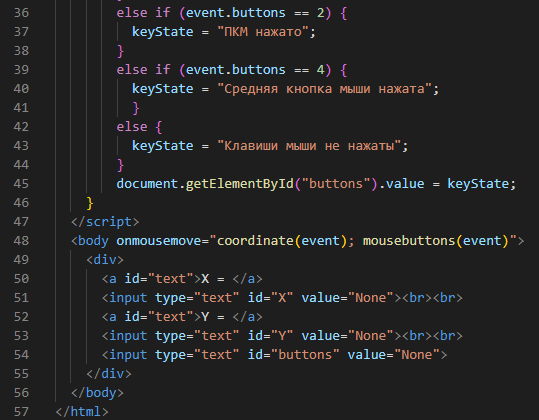 36 else if (event.buttons == 2) {
37 keyState = "ПКМ нажато";
38 }
39 else if (event.buttons == 4) {
40 keyState = "Средняя кнопка мыши нажата";
41 }
42 else {
43 keyState = "Клавиши мыши не нажаты";
44 }
45 document.getElementById("buttons").value = keyState;
46 }
47 </script>
48 <body onmousemove="coordinate(event); mousebuttons(event)">
49 <div>
50 <a id="text">X = </a>
51 <input type="text" id="X" value="None"><br><br>
52 <a id="text">Y = </a>
53 <input type="text" id="Y" value="None"><br><br>
54 <input type="text" id="buttons" value="None">
55 </div>
56 </body>
57 </html>